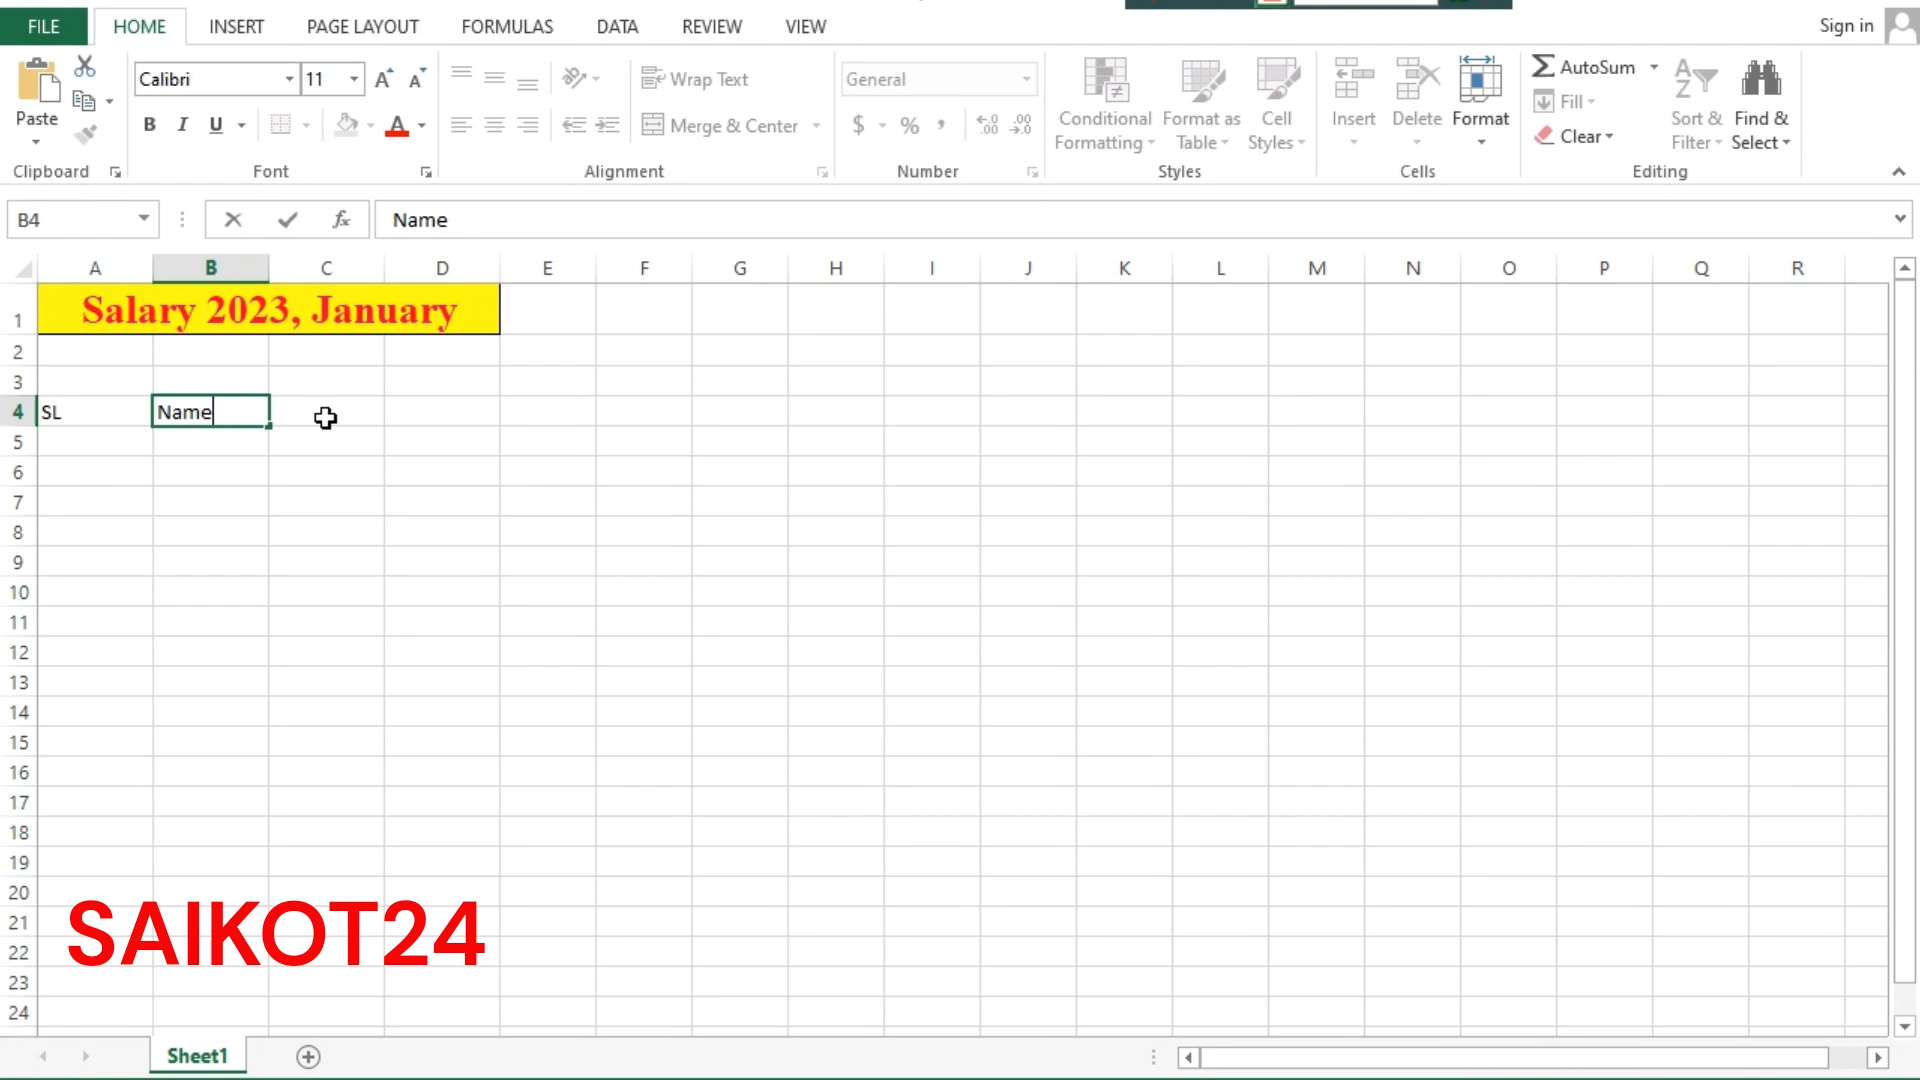 FILE HOME INSERT PAGE LAYOUT FORMULAS DATA REVIEW VIEW Sign in
Calibri 11 A A Wrap Text General AutoSum
Paste B I U A Merge & Center $ % , Conditional Formatting Format as Table Cell Styles Insert Delete Format Fill Clear Sort & Filter Find & Select
Clipboard Font Alignment Number Styles Cells Editing
B4 fx Name
A B C D E F G H I J K L M N O P Q R
1 Salary 2023, January
2
3
4 SL Name
5
6
7
8
9
10
11
12
13
14
15
16
17
18
19
20
21
22
23
24
SAIKOT24
Sheet1